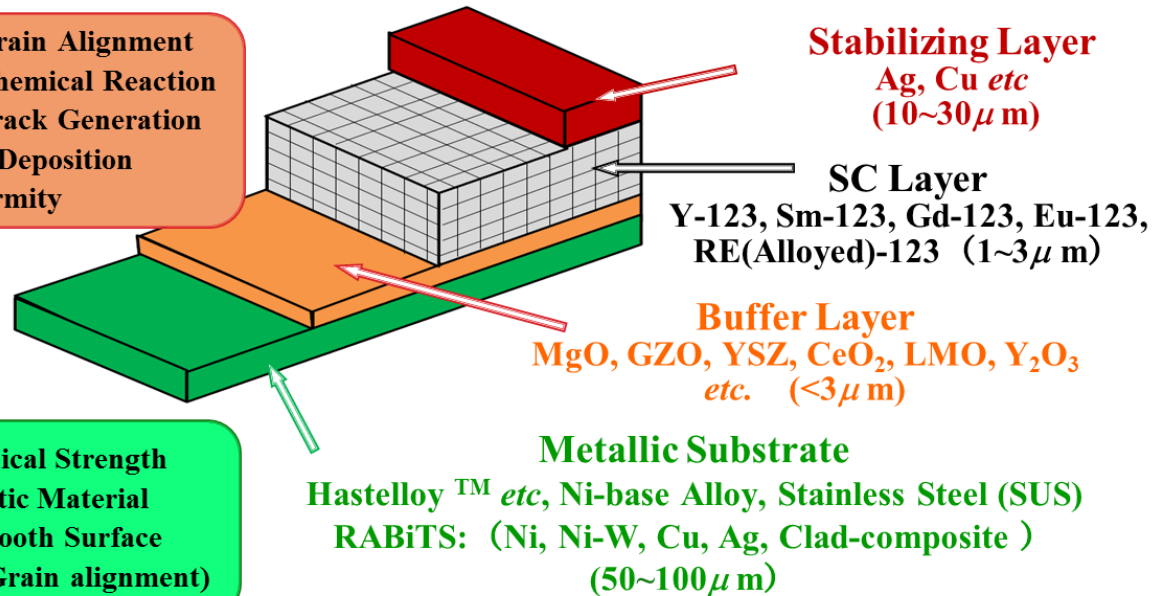 rain Alignment
hemical Reaction
rack Generation
Deposition
rmity
Stabilizing Layer
Ag, Cu etc
(10~30μm)
SC Layer
Y-123, Sm-123, Gd-123, Eu-123,
RE(Alloyed)-123 (1~3μm)
Buffer Layer
MgO, GZO, YSZ, CeO₂, LMO, Y₂O₃
etc. (<3μm)
ical Strength
tic Material
ooth Surface
Grain alignment)
Metallic Substrate
Hastelloy ™ etc, Ni-base Alloy, Stainless Steel (SUS)
RABiTS: (Ni, Ni-W, Cu, Ag, Clad-composite )
(50~100μm)